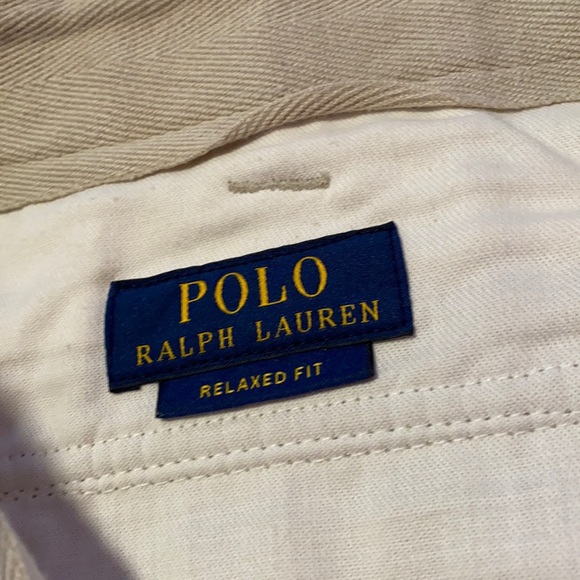 POLO
RALPH LAUREN
RELAXED FIT